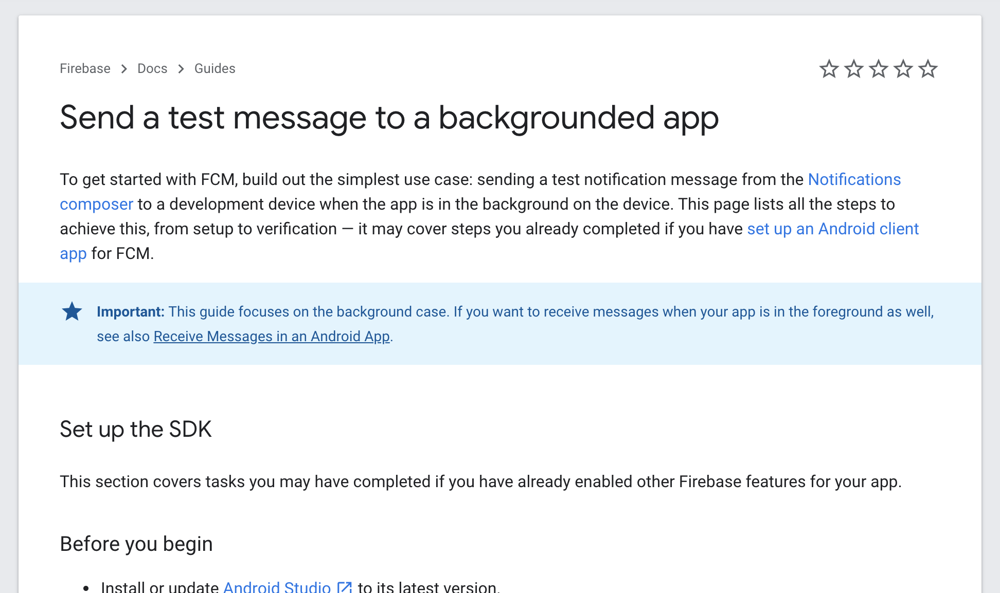 Firebase > Docs > Guides
Send a test message to a backgrounded app
To get started with FCM, build out the simplest use case: sending a test notification message from the Notifications
composer to a development device when the app is in the background on the device. This page lists all the steps to
achieve this, from setup to verification — it may cover steps you already completed if you have set up an Android client
app for FCM.
Important: This guide focuses on the background case. If you want to receive messages when your app is in the foreground as well,
see also Receive Messages in an Android App.
Set up the SDK
This section covers tasks you may have completed if you have already enabled other Firebase features for your app.
Before you begin
• Install or update Android Studio to its latest version.